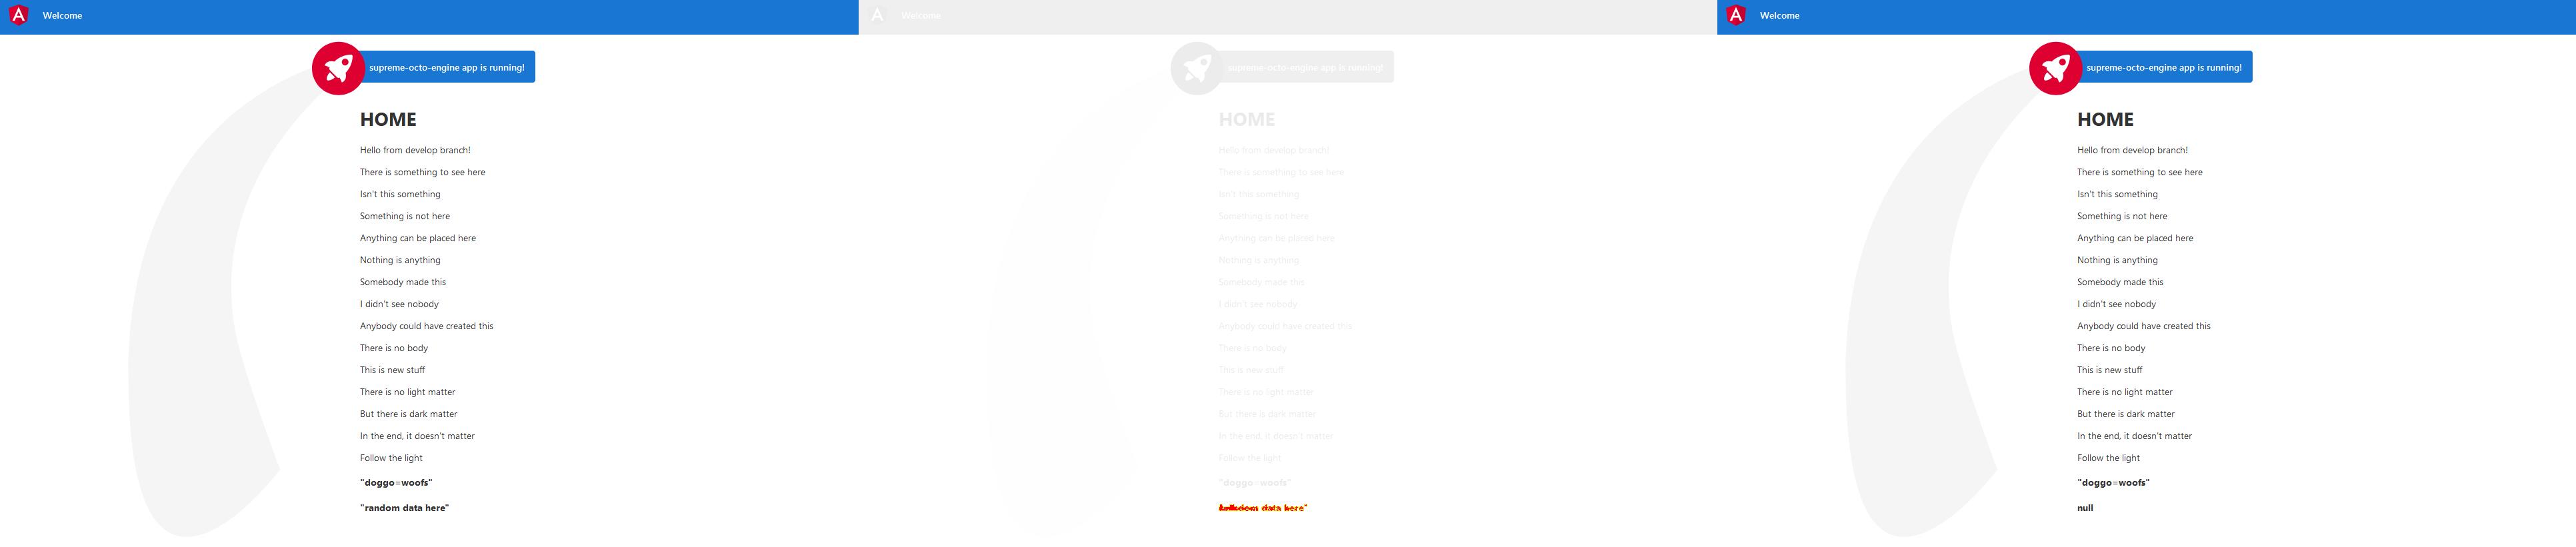 Welcome
supreme-octo-engine app is running!
HOME
Hello from develop branch!
There is something to see here
Isn't this something
Something is not here
Anything can be placed here
Nothing is anything
Somebody made this
I didn't see nobody
Anybody could have created this
There is no body
This is new stuff
There is no light matter
But there is dark matter
In the end, it doesn't matter
Follow the light
"doggo=woofs"
"random data here"
Welcome
supreme-octo-engine app is running!
HOME
Hello from develop branch!
There is something to see here
Isn't this something
Something is not here
Anything can be placed here
Nothing is anything
Somebody made this
I didn't see nobody
Anybody could have created this
There is no body
This is new stuff
There is no light matter
But there is dark matter
In the end, it doesn't matter
Follow the light
"doggo=woofs"
data here"
Welcome
supreme-octo-engine app is running!
HOME
Hello from develop branch!
There is something to see here
Isn't this something
Something is not here
Anything can be placed here
Nothing is anything
Somebody made this
I didn't see nobody
Anybody could have created this
There is no body
This is new stuff
There is no light matter
But there is dark matter
In the end, it doesn't matter
Follow the light
"doggo=woofs"
null